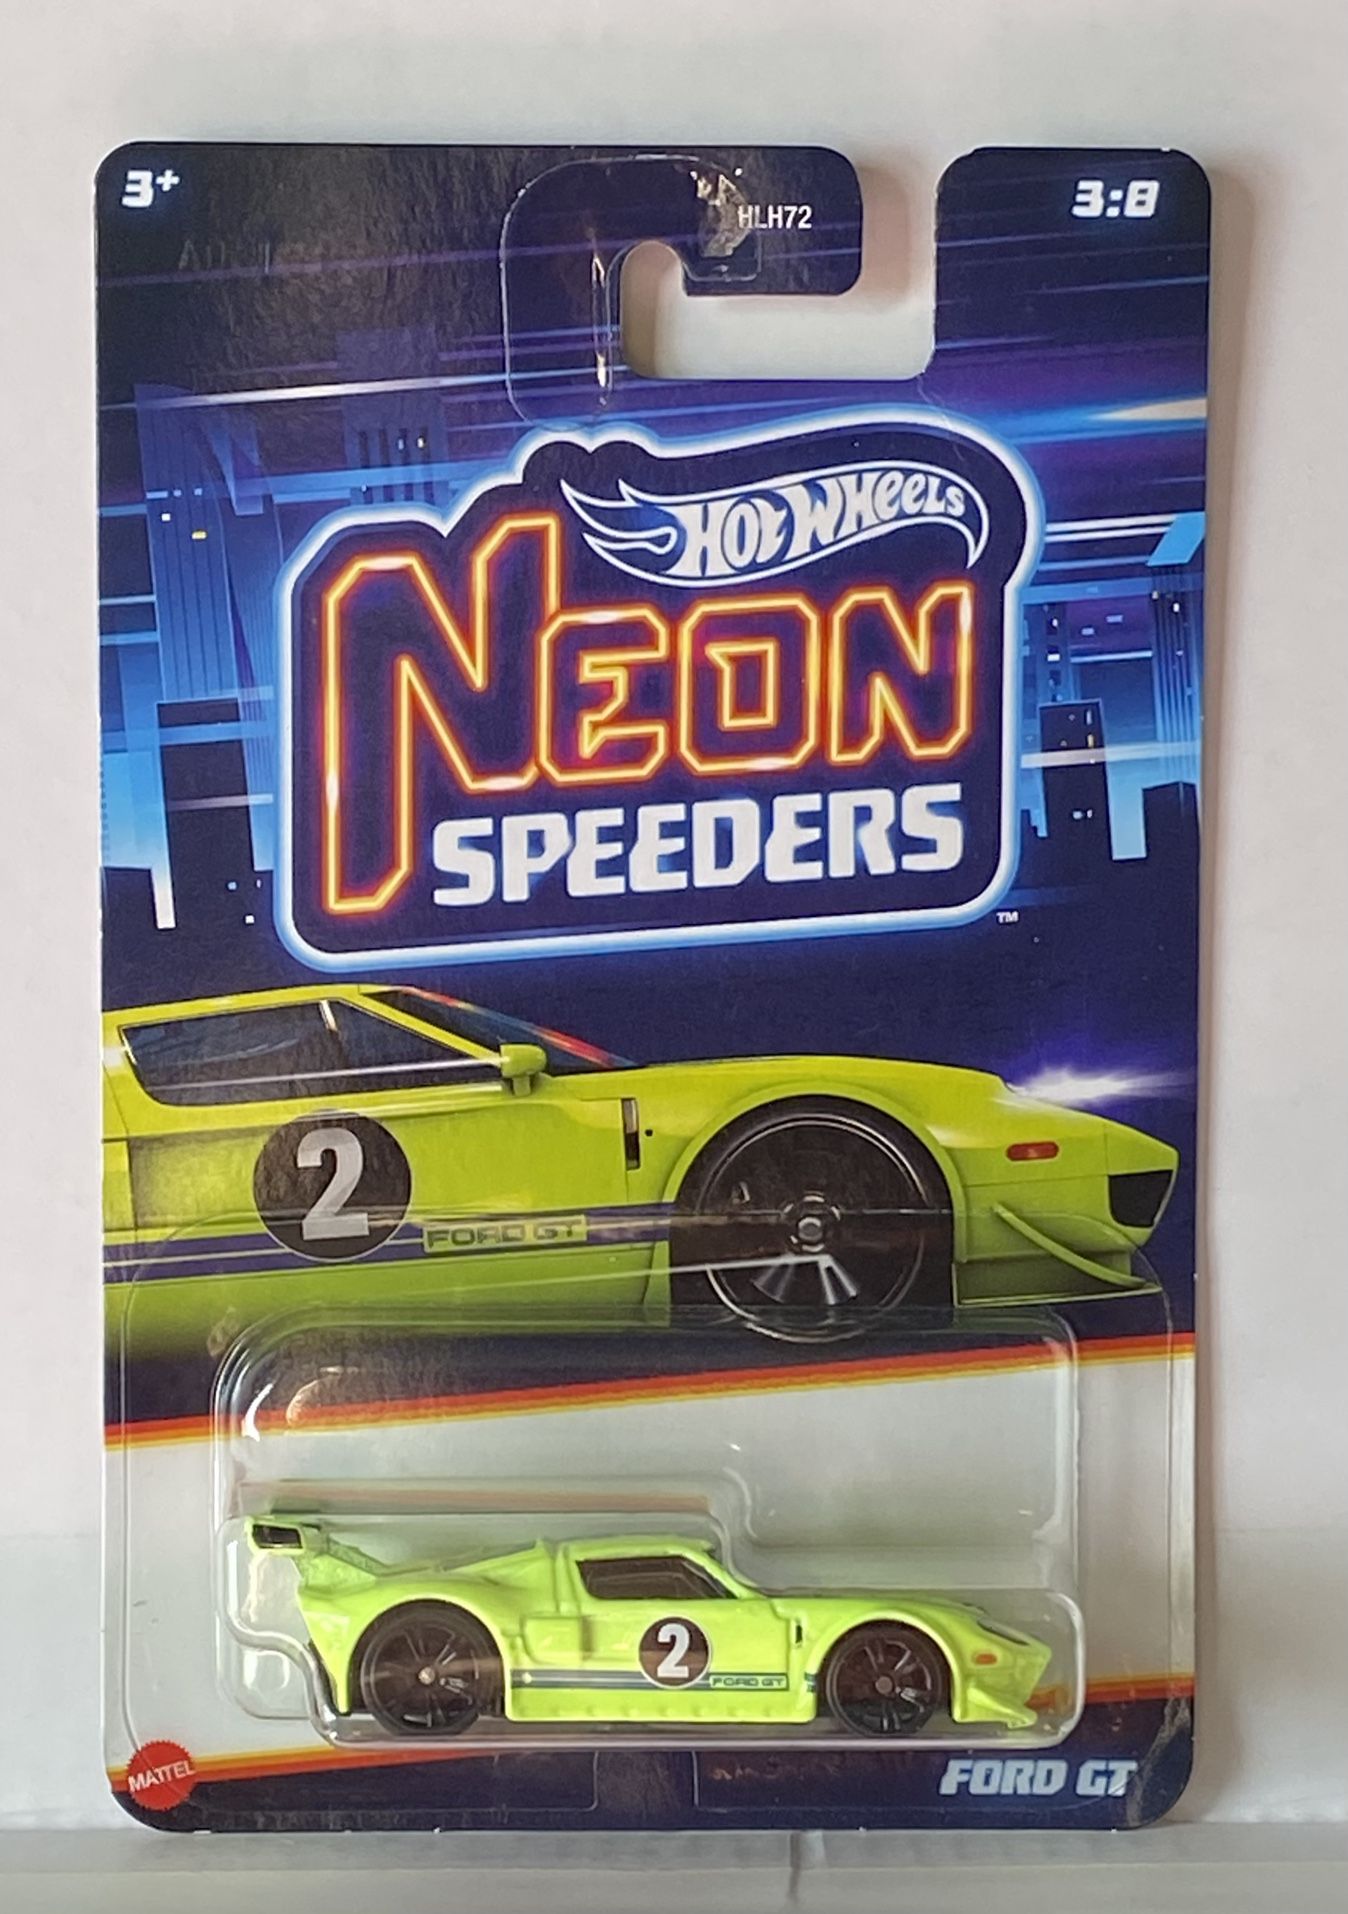 3+
HLH72
3:8
Hot Wheels
NEON
SPEEDERS
TM
2
FORD GT
2
FORD GT
MATTEL
FORD GT